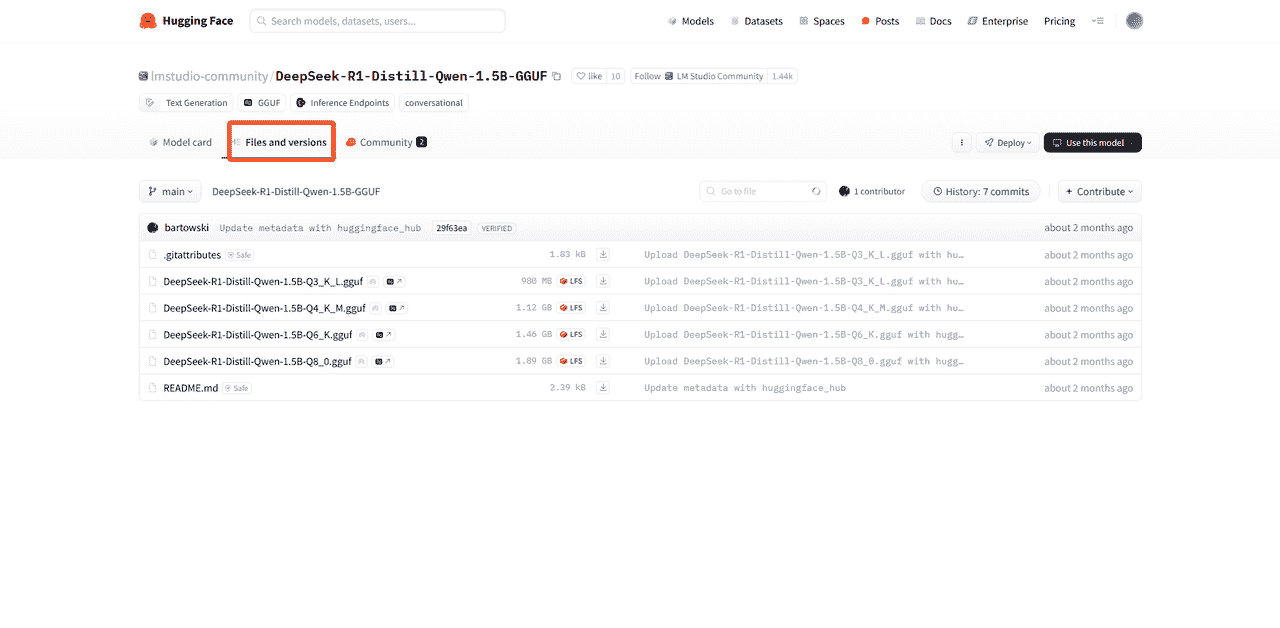 Hugging Face Search models, datasets, users... Models Datasets Spaces Posts Docs Enterprise Pricing
lmstudio-community/DeepSeek-R1-Distill-Qwen-1.5B-GGUF like 10 Follow LM Studio Community 1.44k
Text Generation GGUF Inference Endpoints conversational
Model card Files and versions Community 2 Deploy Use this model
main DeepSeek-R1-Distill-Qwen-1.5B-GGUF Go to file 1 contributor History: 7 commits + Contribute
bartowski Update metadata with huggingface_hub 29f63ea VERIFIED about 2 months ago
.gitattributes Safe 1.83 kB Upload DeepSeek-R1-Distill-Qwen-1.5B-Q3_K_L.gguf with hu… about 2 months ago
DeepSeek-R1-Distill-Qwen-1.5B-Q3_K_L.gguf 980 MB LFS Upload DeepSeek-R1-Distill-Qwen-1.5B-Q3_K_L.gguf with hu… about 2 months ago
DeepSeek-R1-Distill-Qwen-1.5B-Q4_K_M.gguf 1.12 GB LFS Upload DeepSeek-R1-Distill-Qwen-1.5B-Q4_K_M.gguf with hu… about 2 months ago
DeepSeek-R1-Distill-Qwen-1.5B-Q6_K.gguf 1.46 GB LFS Upload DeepSeek-R1-Distill-Qwen-1.5B-Q6_K.gguf with hugg… about 2 months ago
DeepSeek-R1-Distill-Qwen-1.5B-Q8_0.gguf 1.89 GB LFS Upload DeepSeek-R1-Distill-Qwen-1.5B-Q8_0.gguf with hugg… about 2 months ago
README.md Safe 2.39 kB Update metadata with huggingface_hub about 2 months ago